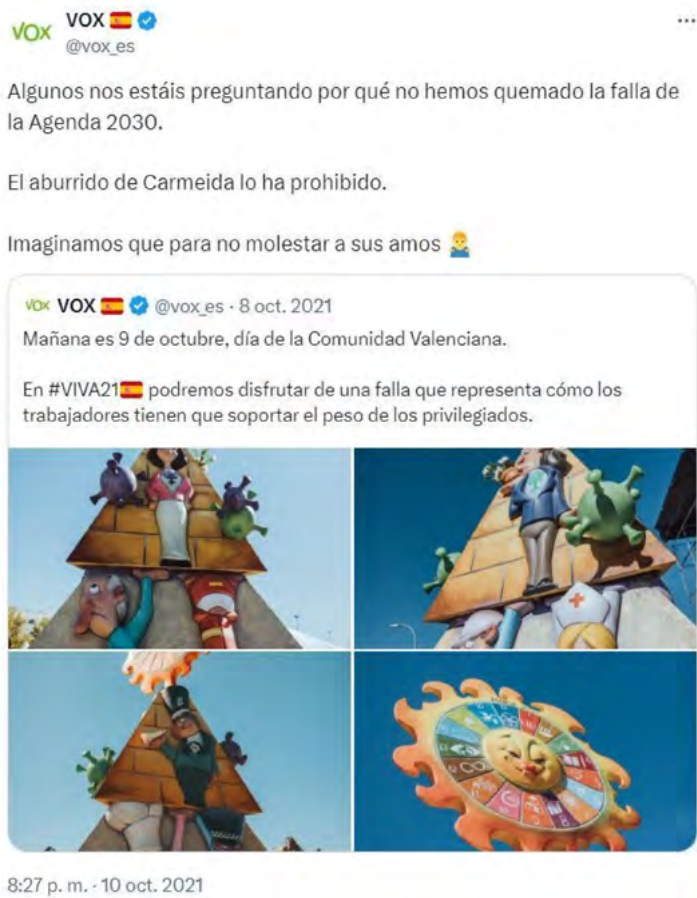 VOX
VOX
@vox_es
Algunos nos estáis preguntando por qué no hemos quemado la falla de
la Agenda 2030.
El aburrido de Carmeida lo ha prohibido.
Imaginamos que para no molestar a sus amos
VOX VOX @vox_es · 8 oct. 2021
Mañana es 9 de octubre, día de la Comunidad Valenciana.
En #VIVA21 podremos disfrutar de una falla que representa cómo los
trabajadores tienen que soportar el peso de los privilegiados.
8:27 p. m. · 10 oct. 2021